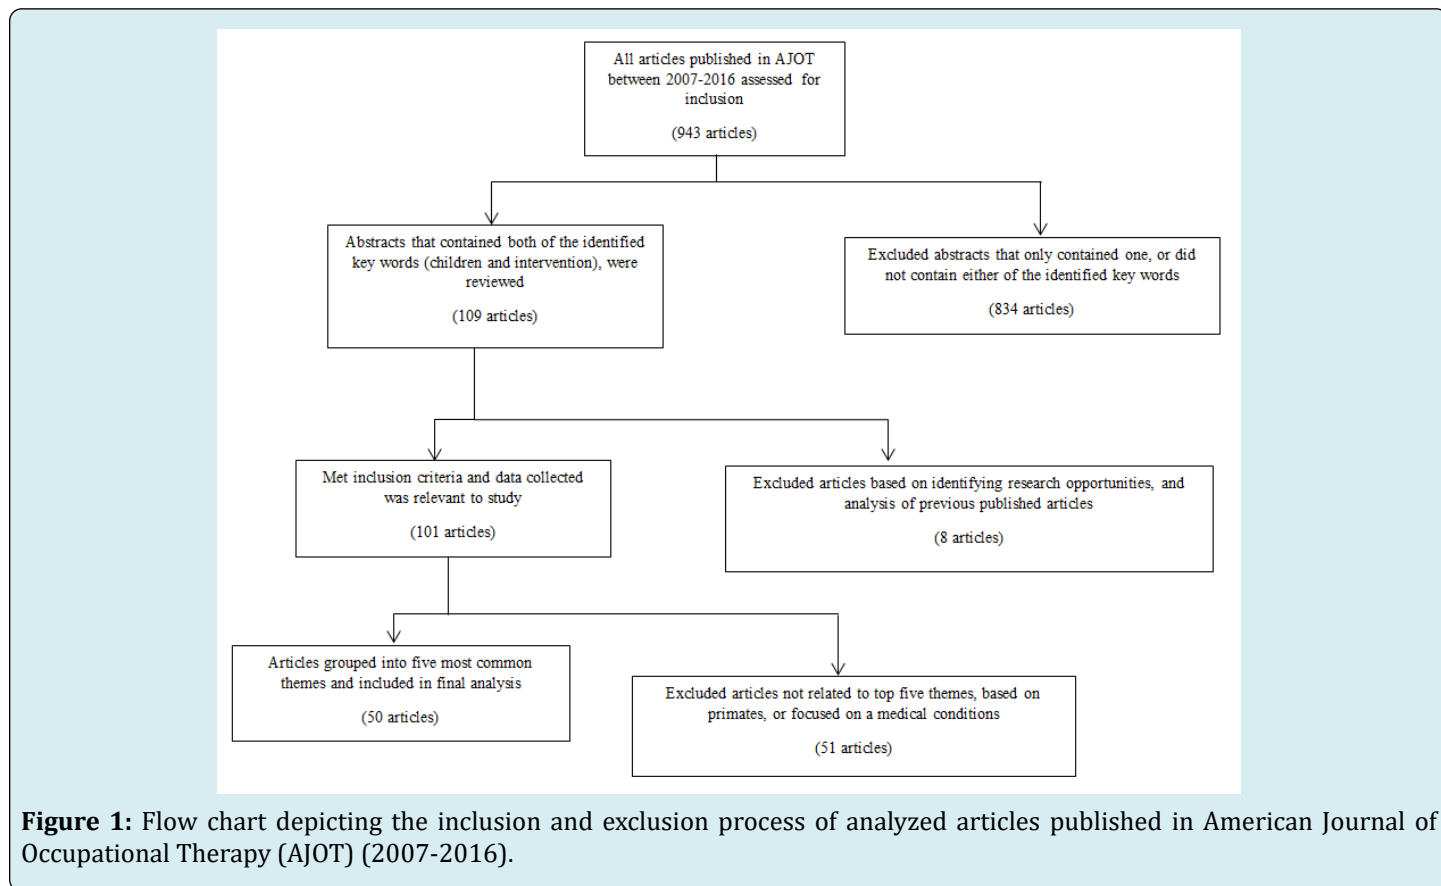 All articles published in AJOT
between 2007-2016 assessed for
inclusion
(943 articles)
Abstracts that contained both of the identified
key words (children and intervention), were
reviewed
(109 articles)
Excluded abstracts that only contained one, or did
not contain either of the identified key words
(834 articles)
Met inclusion criteria and data collected
was relevant to study
(101 articles)
Excluded articles based on identifying research opportunities, and
analysis of previous published articles
(8 articles)
Articles grouped into five most common
themes and included in final analysis
(50 articles)
Excluded articles not related to top five themes, based on
primates, or focused on a medical conditions
(51 articles)
Figure 1: Flow chart depicting the inclusion and exclusion process of analyzed articles published in American Journal of
Occupational Therapy (AJOT) (2007-2016).